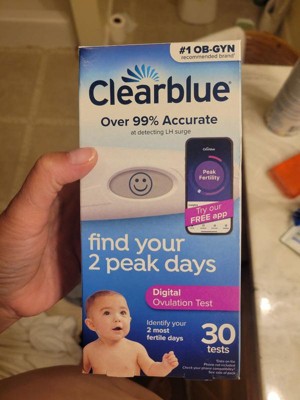 #1 OB-GYN
recommended brand
Clearblue
Over 99% Accurate
at detecting LH surge
Peak
Fertility
Try our
FREE app
find your
2 peak days
Digital
Ovulation Test
Identify your
2 most
fertile days
30
tests